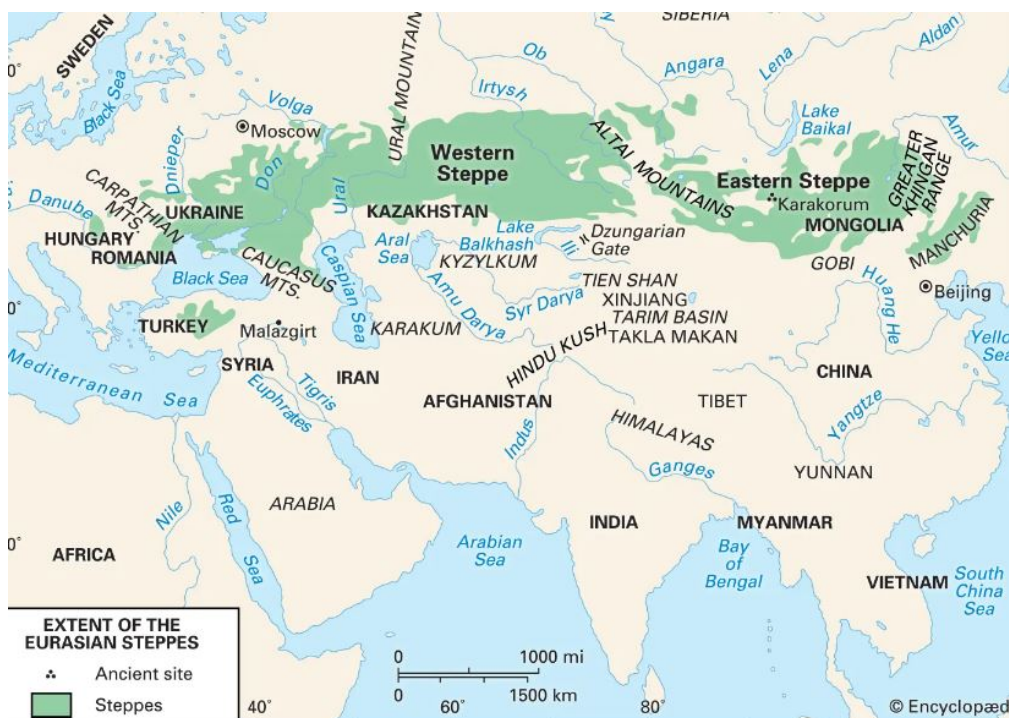 SWEDEN
SIBERIA
Ob
Angara
Lena
Aldan
Black Sea
Volga
URAL MOUNTAINS
Irtysh
Lake
Baikal
Amur
0°
Moscow
Dnieper
Don
Western
Steppe
ALTAI MOUNTAINS
Eastern Steppe
Karakorum
GREATER
KHINGAN
RANGE
CARPATHIAN
MTS.
Danube
UKRAINE
Ural
KAZAKHSTAN
MONGOLIA
MANCHURIA
HUNGARY
ROMANIA
Aral
Sea
Lake
Balkhash
Ili
Dzungarian
Gate
GOBI
Black Sea
CAUCASUS
MTS.
Caspian Sea
KYZYLKUM
TIEN SHAN
Huang He
Beijing
0°
TURKEY
Malazgirt
KARAKUM
Amu Darya
Syr Darya
XINJIANG
TARIM BASIN
TAKLA MAKAN
Yellow
Sea
Mediterranean Sea
SYRIA
Euphrates
Tigris
IRAN
AFGHANISTAN
HINDU KUSH
CHINA
TIBET
Yangtze
Indus
HIMALAYAS
Ganges
YUNNAN
Nile
Red
Sea
ARABIA
INDIA
MYANMAR
0°
AFRICA
Arabian
Sea
Bay
of
Bengal
VIETNAM
South
China
Sea
EXTENT OF THE
EURASIAN STEPPES
Ancient site
Steppes
0 1000 mi
0 1500 km
40° 60° 80°
© Encyclopæd